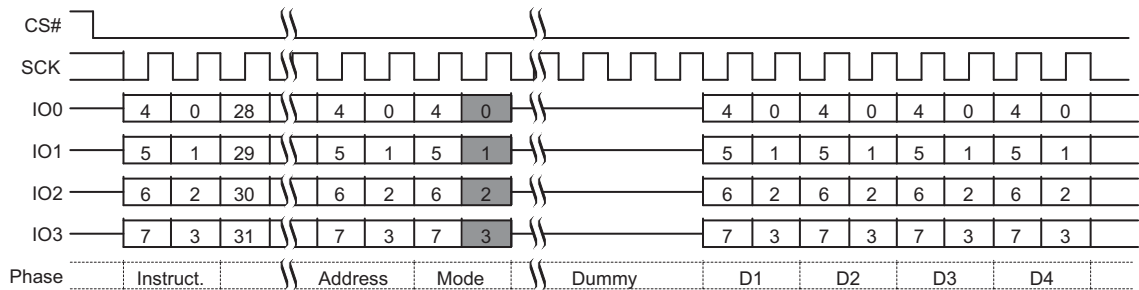 CS#
SCK
IO0 4 0 28 4 0 4 0 4 0 4 0 4 0 4 0
IO1 5 1 29 5 1 5 1 5 1 5 1 5 1 5 1
IO2 6 2 30 6 2 6 2 6 2 6 2 6 2 6 2
IO3 7 3 31 7 3 7 3 7 3 7 3 7 3 7 3
Phase Instruct. Address Mode Dummy D1 D2 D3 D4